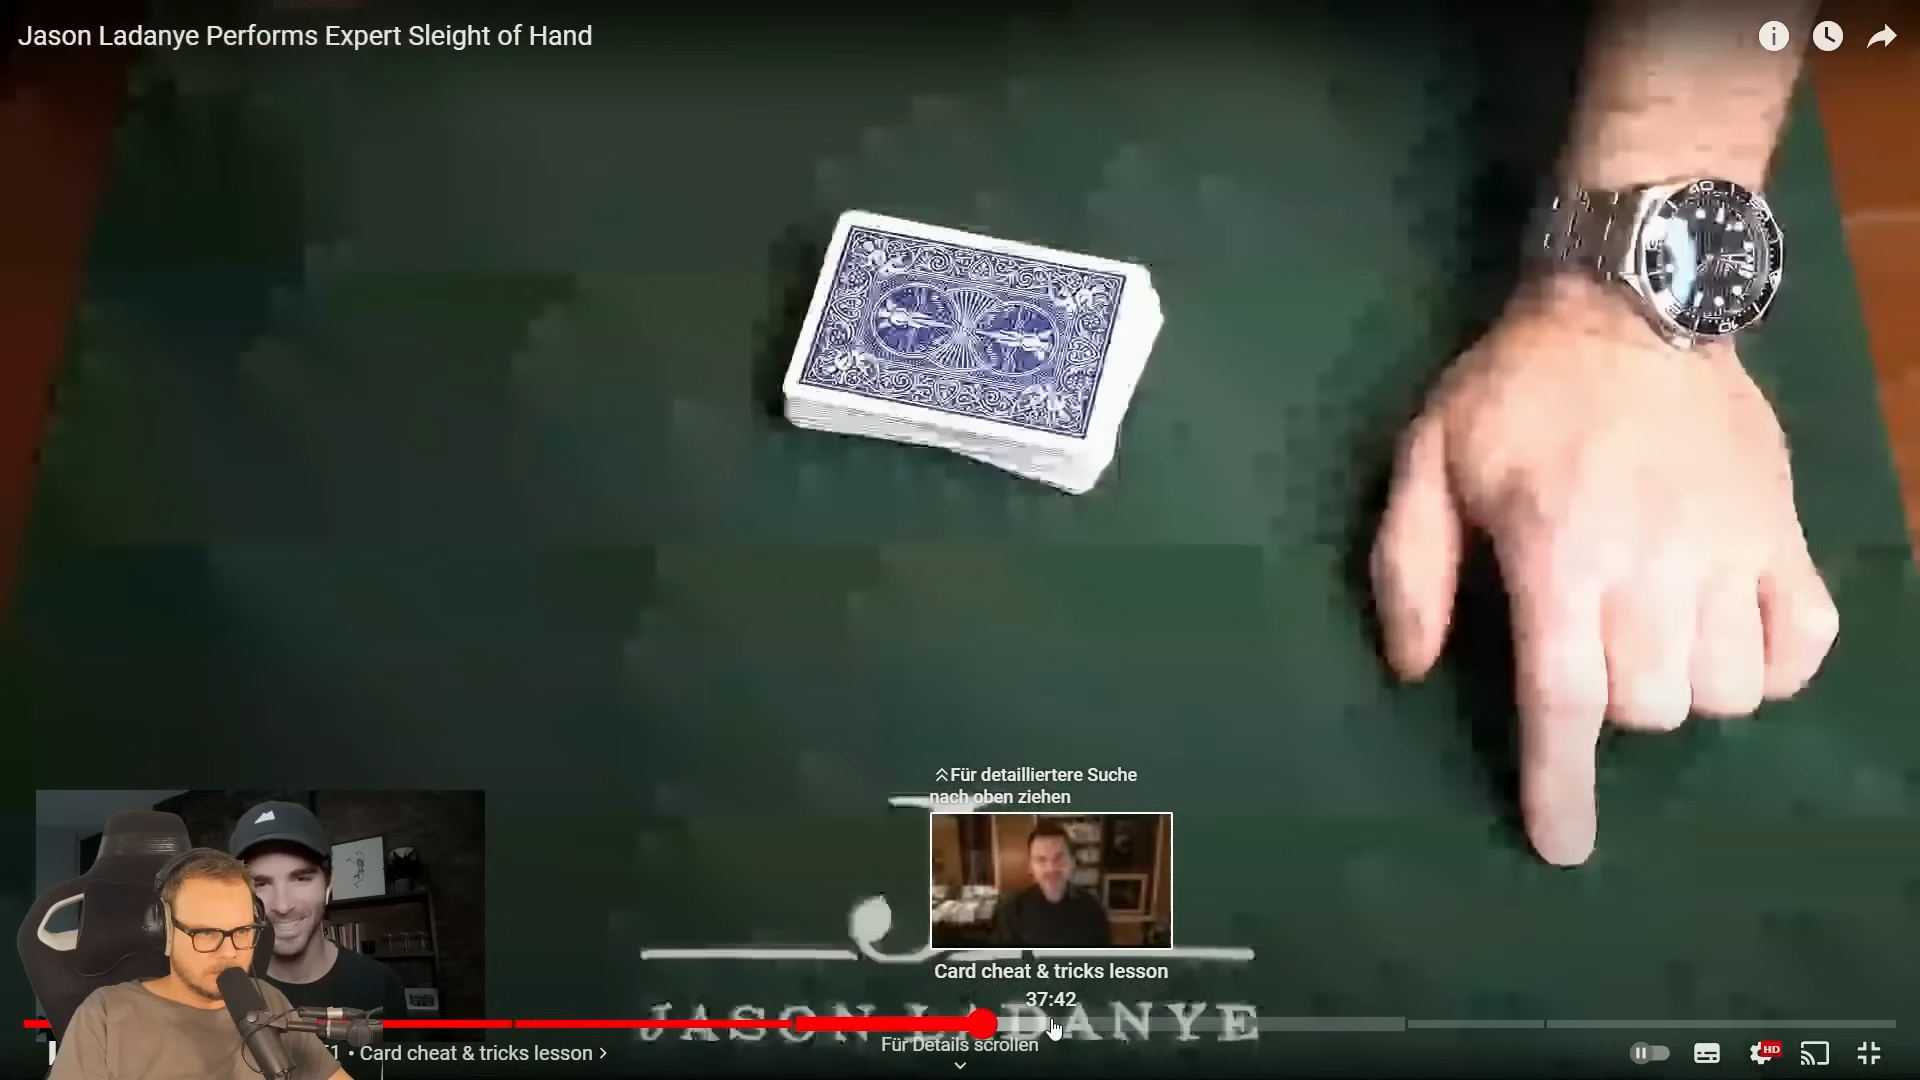 Jason Ladanye Performs Expert Sleight of Hand
Für detailliertere Suche
nach oben ziehen
Card cheat & tricks lesson
37:42
JASON LADANYE
Für Details scrollen
• Card cheat & tricks lesson
HD